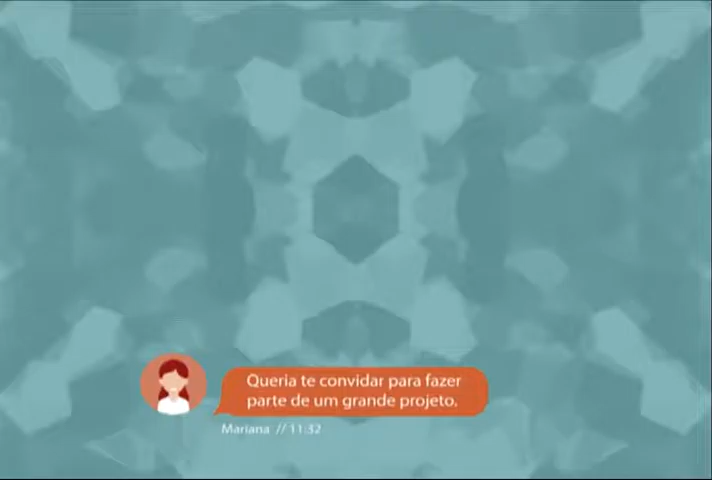 Queria te convidar para fazer
parte de um grande projeto.
Mariana // 11:32